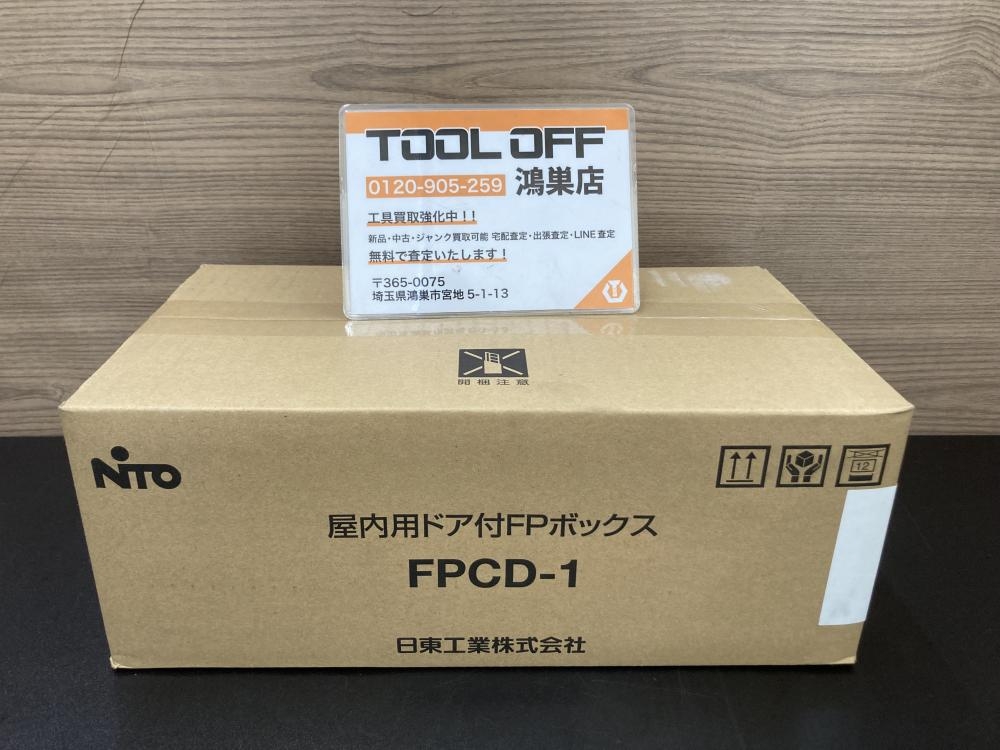 TOOL OFF
0120-905-259 鴻巣店
工具買取強化中！！
新品・中古・ジャンク買取可能 宅配査定・出張査定・LINE査定
無料で査定いたします！
〒365-0075
埼玉県鴻巣市宮地 5-1-13
開梱注意
NITO
12
屋内用ドア付FPボックス
FPCD-1
日東工業株式会社